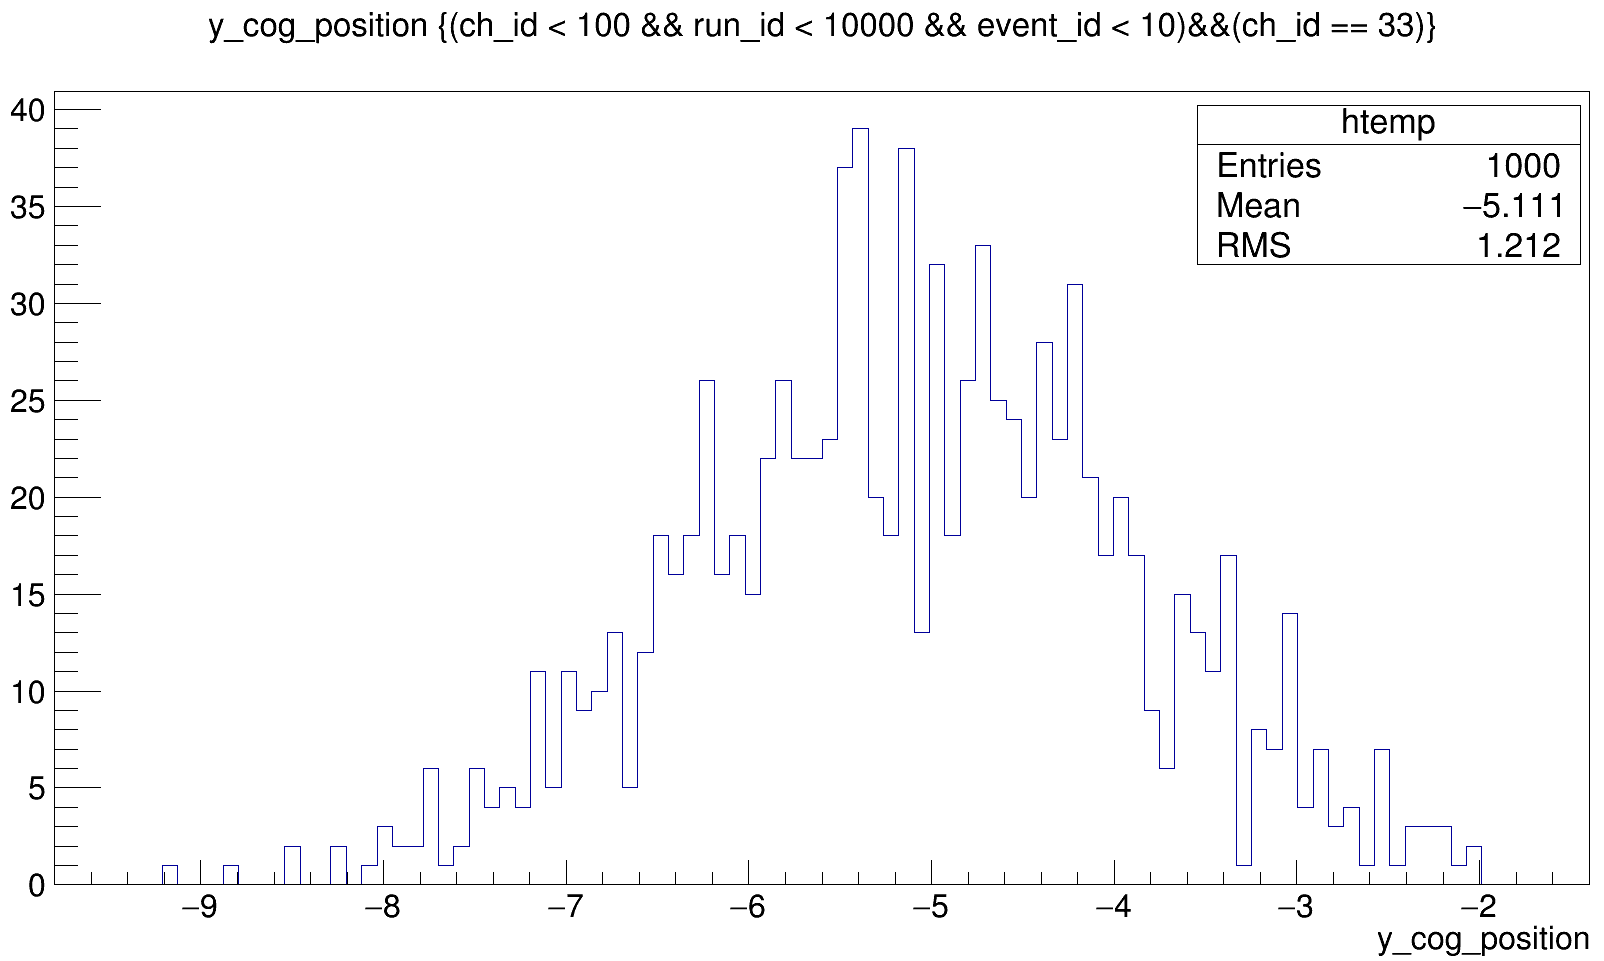 y_cog_position {(ch_id < 100 && run_id < 10000 && event_id < 10)&&(ch_id == 33)}
htemp
Entries 1000
Mean −5.111
RMS 1.212
40
35
30
25
20
15
10
5
0
−9 −8 −7 −6 −5 −4 −3 −2
y_cog_position